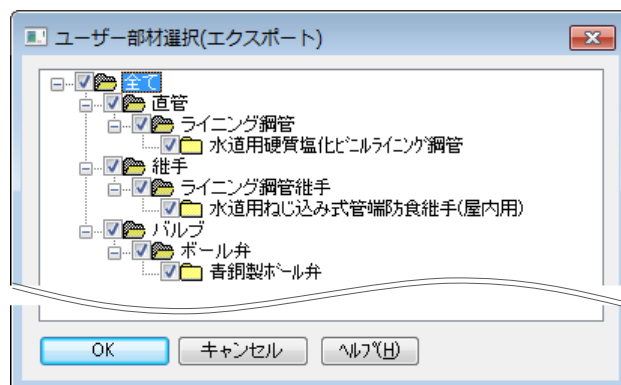 ユーザー部材選択(エクスポート)
全て
直管
ライニング鋼管
水道用硬質塩化ﾋﾞﾆﾙﾗｲﾆﾝｸﾞ鋼管
継手
ライニング鋼管継手
水道用ねじ込み式管端防食継手(屋内用)
バルブ
ボール弁
青銅製ﾎﾞｰﾙ弁
OK
キャンセル
ﾍﾙﾌﾟ(H)